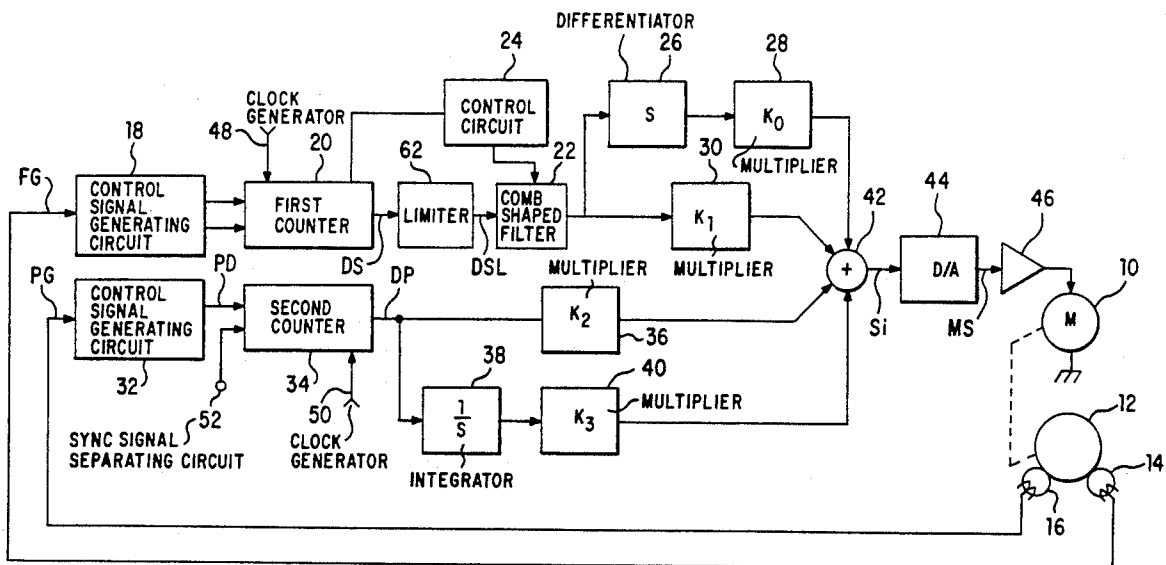 DIFFERENTIATOR
24
26
28
CLOCK
GENERATOR
CONTROL
CIRCUIT
S
K0
18
48
20
62
22
30
MULTIPLIER
42
44
46
FG
CONTROL
SIGNAL
GENERATING
CIRCUIT
FIRST
COUNTER
LIMITER
COMB
SHAPED
FILTER
K1
DS
DSL
MULTIPLIER
+
D/A
PG
PD
DP
MULTIPLIER
Si
MS
10
CONTROL
SIGNAL
GENERATING
CIRCUIT
SECOND
COUNTER
K2
M
36
32
34
38
40
52
50
1
S
K3
MULTIPLIER
12
SYNC SIGNAL
SEPARATING CIRCUIT
CLOCK
GENERATOR
INTEGRATOR
14
16